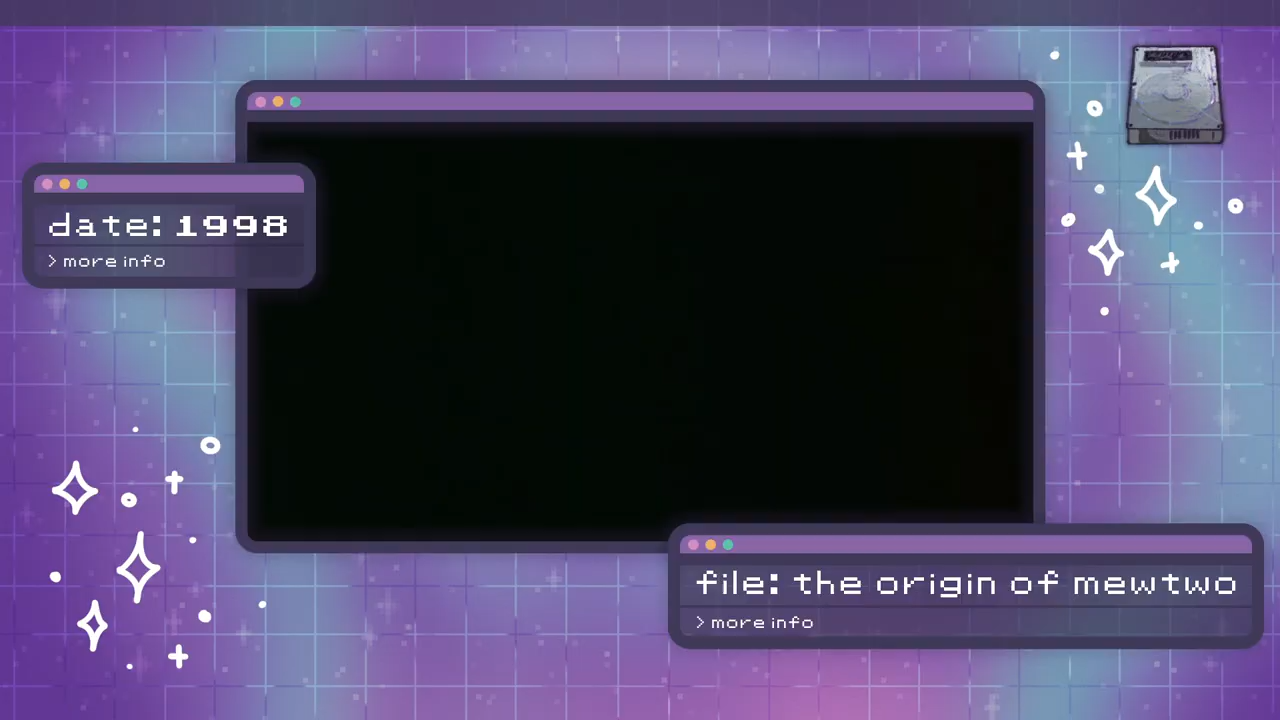 date: 1998
> more info
file: the origin of mewtwo
> more info